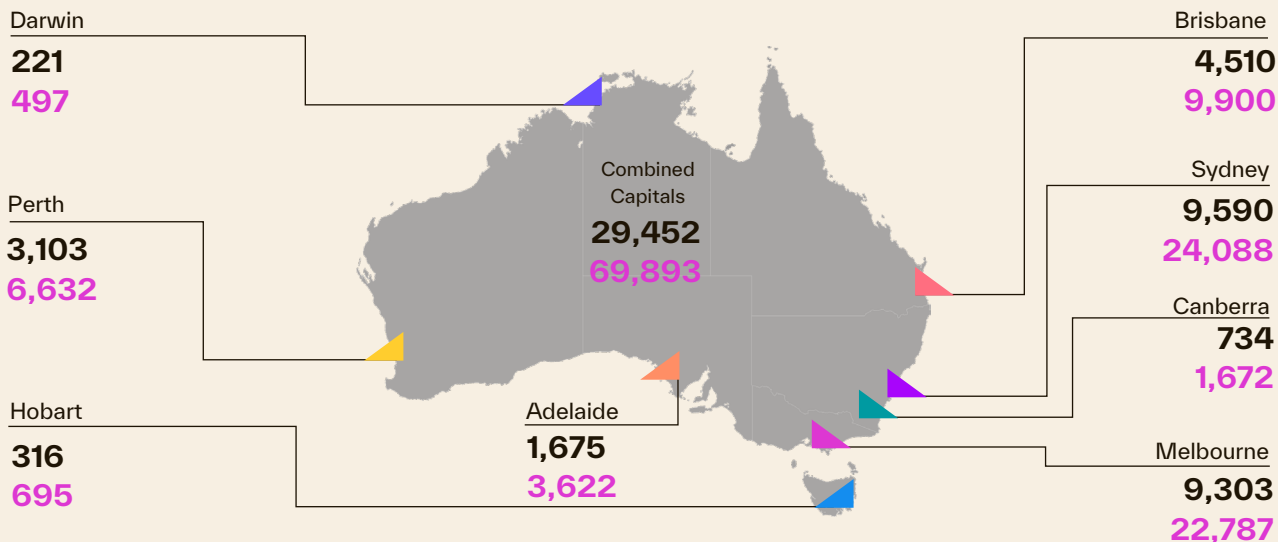 Darwin
221
497
Perth
3,103
6,632
Hobart
316
695
Combined
Capitals
29,452
69,893
Adelaide
1,675
3,622
Brisbane
4,510
9,900
Sydney
9,590
24,088
Canberra
734
1,672
Melbourne
9,303
22,787